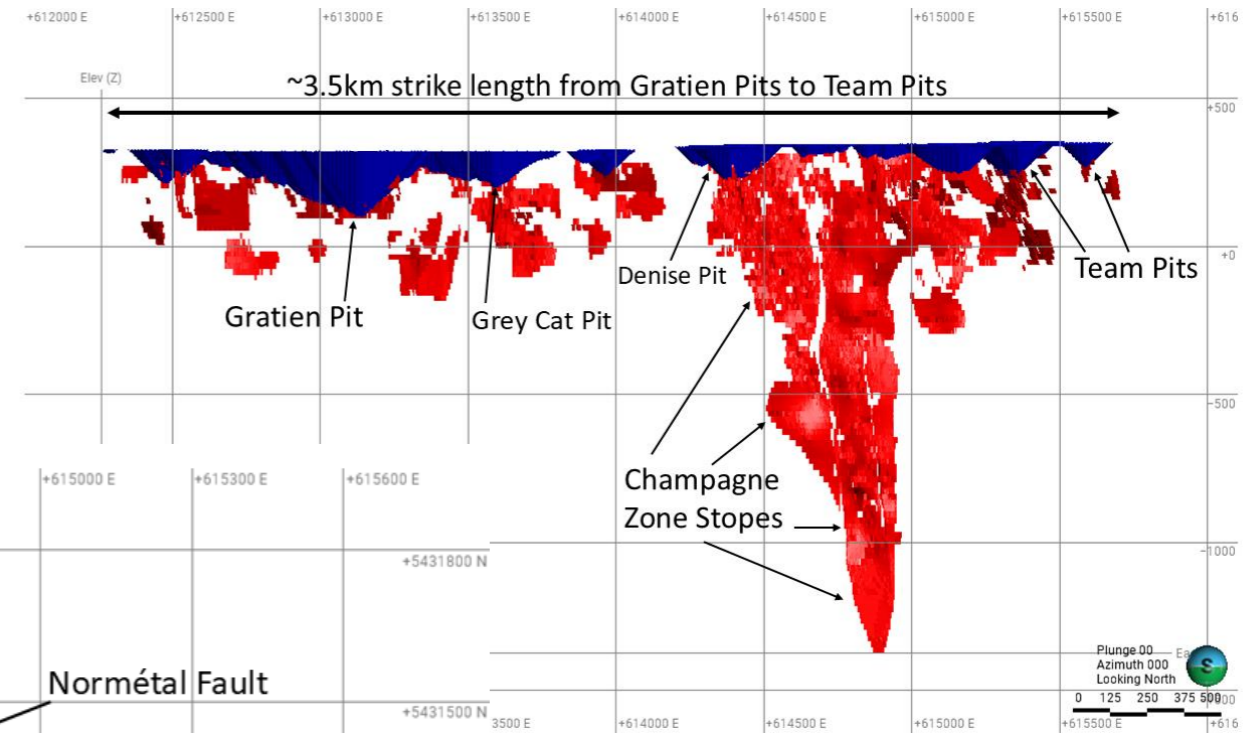 +612000 E
+612500 E
+613000 E
+613500 E
+614000 E
+614500 E
+615000 E
+615500 E
+616
Elev (Z)
~3.5km strike length from Gratien Pits to Team Pits
+500
+0
Denise Pit
Team Pits
Gratien Pit
Grey Cat Pit
-500
Champagne
Zone Stopes
-1000
+615000 E
+615300 E
+615600 E
+5431800 N
Normétal Fault
+5431500 N
Plunge 00
Azimuth 000
Looking North
Ea
S
0 125 250 375 500
3500 E
+614000 E
+614500 E
+615000 E
+615500 E
+616